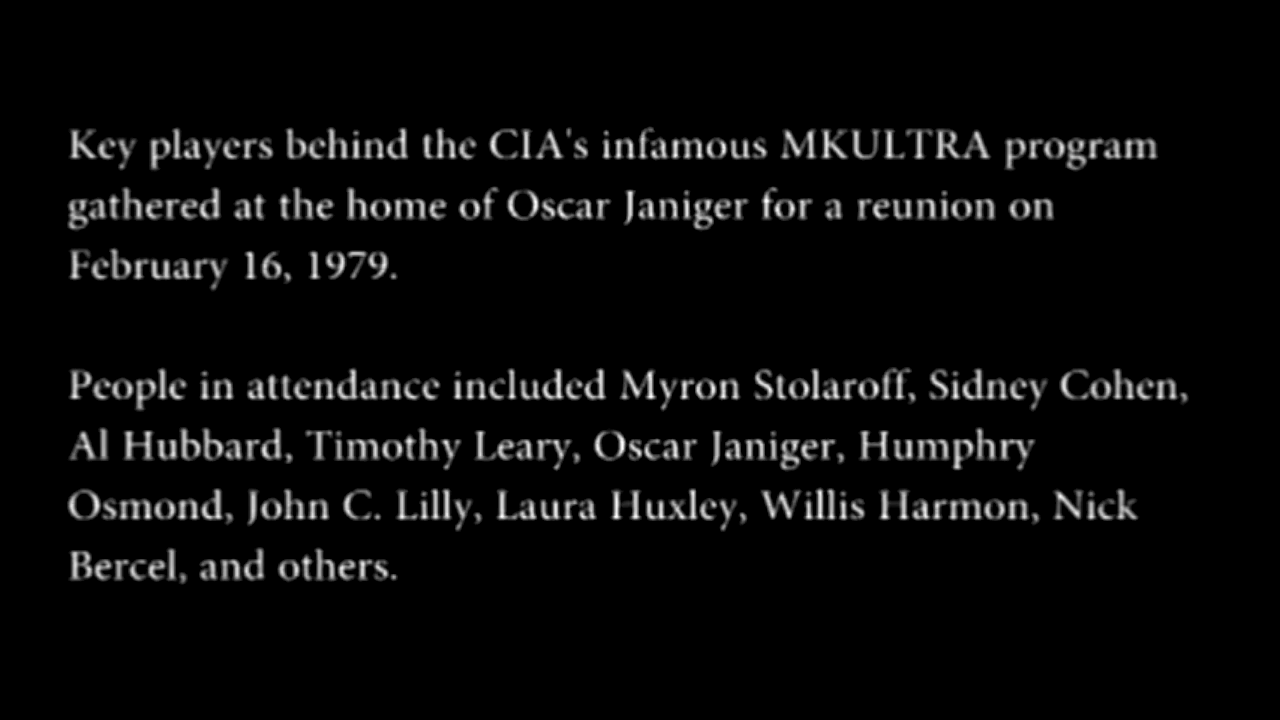 Key players behind the CIA's infamous MKULTRA program
gathered at the home of Oscar Janiger for a reunion on
February 16, 1979.
People in attendance included Myron Stolaroff, Sidney Cohen,
Al Hubbard, Timothy Leary, Oscar Janiger, Humphry
Osmond, John C. Lilly, Laura Huxley, Willis Harmon, Nick
Bercel, and others.